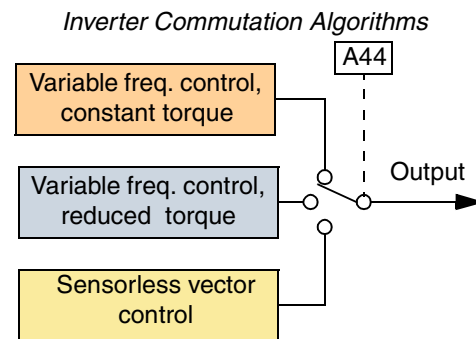 Inverter Commutation Algorithms
A44
Variable freq. control,
constant torque
Variable freq. control,
reduced torque
Output
Sensorless vector
control